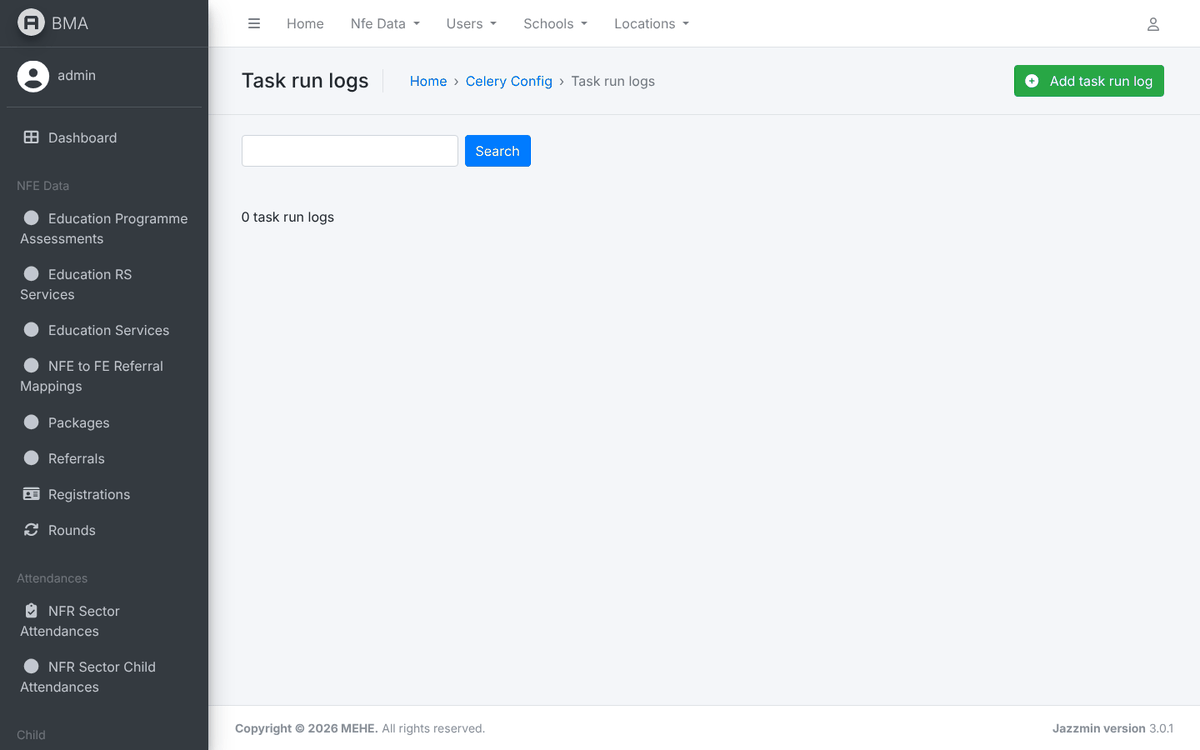 BMA
Home
Nfe Data
Users
Schools
Locations
admin
Task run logs
Home › Celery Config › Task run logs
Add task run log
Search
0 task run logs
Dashboard
NFE Data
Education Programme
Assessments
Education RS
Services
Education Services
NFE to FE Referral
Mappings
Packages
Referrals
Registrations
Rounds
Attendances
NFR Sector
Attendances
NFR Sector Child
Attendances
Child
Copyright © 2026 MEHE. All rights reserved.
Jazzmin version 3.0.1